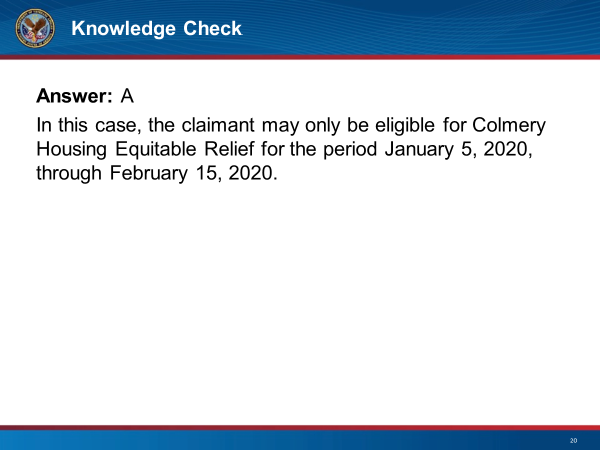 Knowledge Check
Answer: A
In this case, the claimant may only be eligible for Colmery
Housing Equitable Relief for the period January 5, 2020,
through February 15, 2020.
20